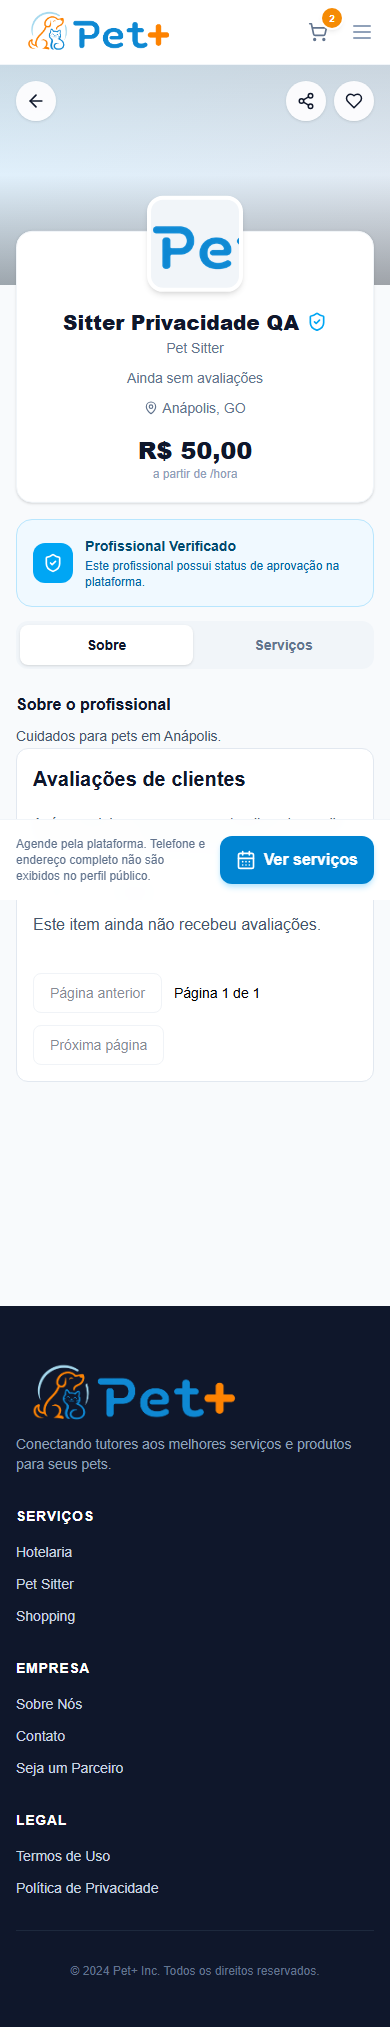 Pet+
2
Pe
Sitter Privacidade QA
Pet Sitter
Ainda sem avaliações
Anápolis, GO
R$ 50,00
a partir de /hora
Profissional Verificado
Este profissional possui status de aprovação na
plataforma.
Sobre
Serviços
Sobre o profissional
Cuidados para pets em Anápolis.
Avaliações de clientes
Agende pela plataforma. Telefone e
endereço completo não são
exibidos no perfil público.
Ver serviços
Este item ainda não recebeu avaliações.
Página anterior
Página 1 de 1
Próxima página
Pet+
Conectando tutores aos melhores serviços e produtos
para seus pets.
SERVIÇOS
Hotelaria
Pet Sitter
Shopping
EMPRESA
Sobre Nós
Contato
Seja um Parceiro
LEGAL
Termos de Uso
Política de Privacidade
© 2024 Pet+ Inc. Todos os direitos reservados.